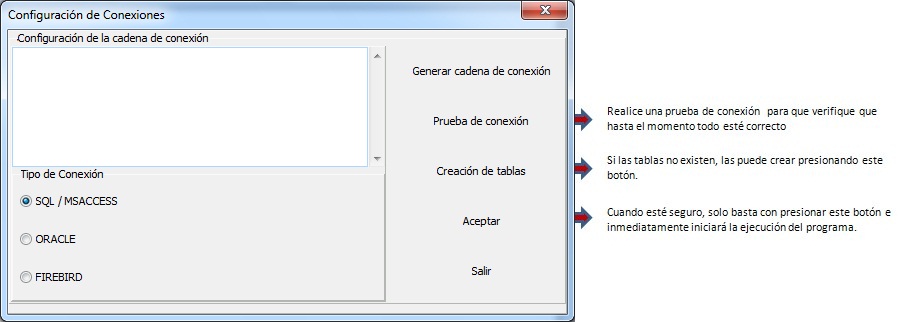 Configuración de Conexiones
Configuración de la cadena de conexión
Generar cadena de conexión
Prueba de conexión
Creación de tablas
Aceptar
Salir
Tipo de Conexión
SQL / MSACCESS
ORACLE
FIREBIRD
Realice una prueba de conexión para que verifique que
hasta el momento todo esté correcto
Si las tablas no existen, las puede crear presionando este
botón.
Cuando esté seguro, solo basta con presionar este botón e
inmediatamente iniciará la ejecución del programa.